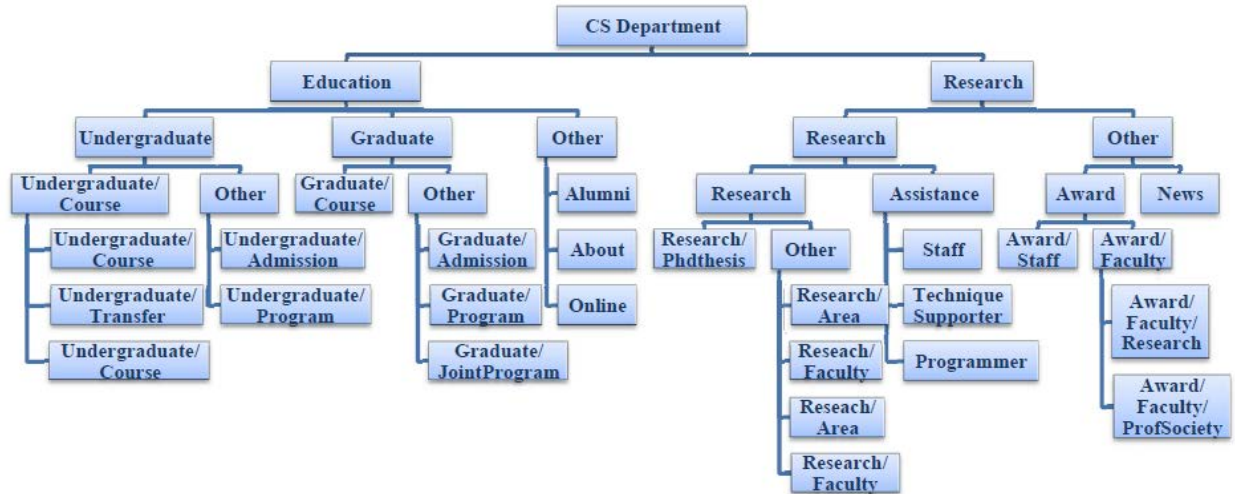 CS Department
Education
Research
Undergraduate
Graduate
Other
Research
Other
Undergraduate/
Course
Other
Graduate/
Course
Other
Alumni
Research
Assistance
Award
News
Undergraduate/
Course
Undergraduate/
Admission
Graduate/
Admission
About
Research/
Phdthesis
Other
Staff
Award/
Staff
Award/
Faculty
Undergraduate/
Transfer
Undergraduate/
Program
Graduate/
Program
Online
Research/
Area
Technique
Supporter
Award/
Faculty/
Research
Undergraduate/
Course
Graduate/
JointProgram
Reseach/
Faculty
Programmer
Reseach/
Area
Award/
Faculty/
ProfSociety
Research/
Faculty